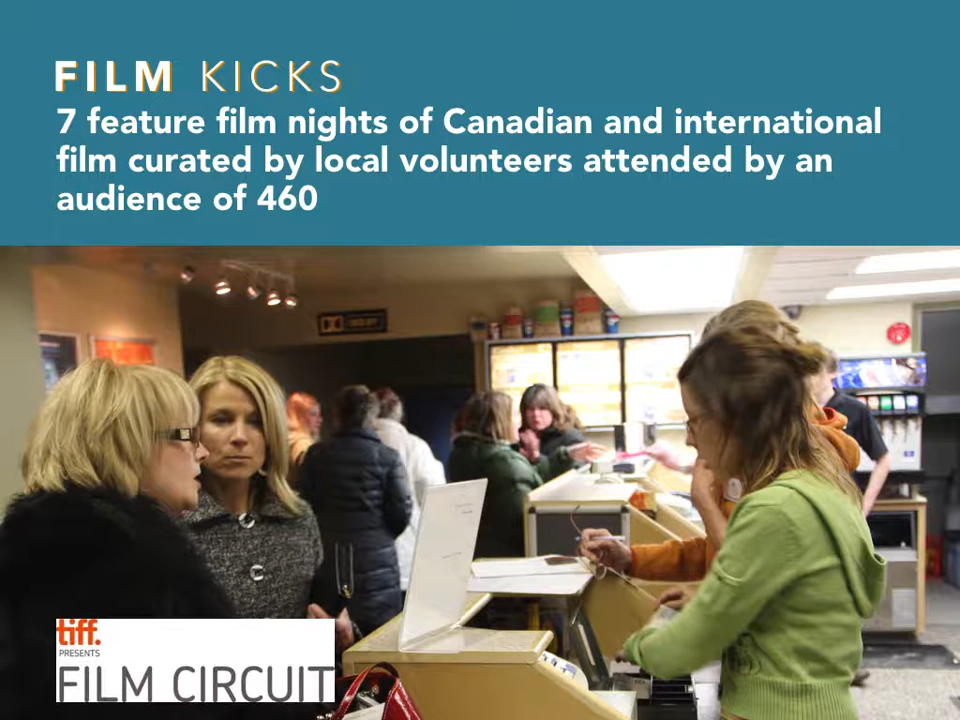 FILM KICKS
7 feature film nights of Canadian and international
film curated by local volunteers attended by an
audience of 460
tiff.
PRESENTS
FILM CIRCUIT